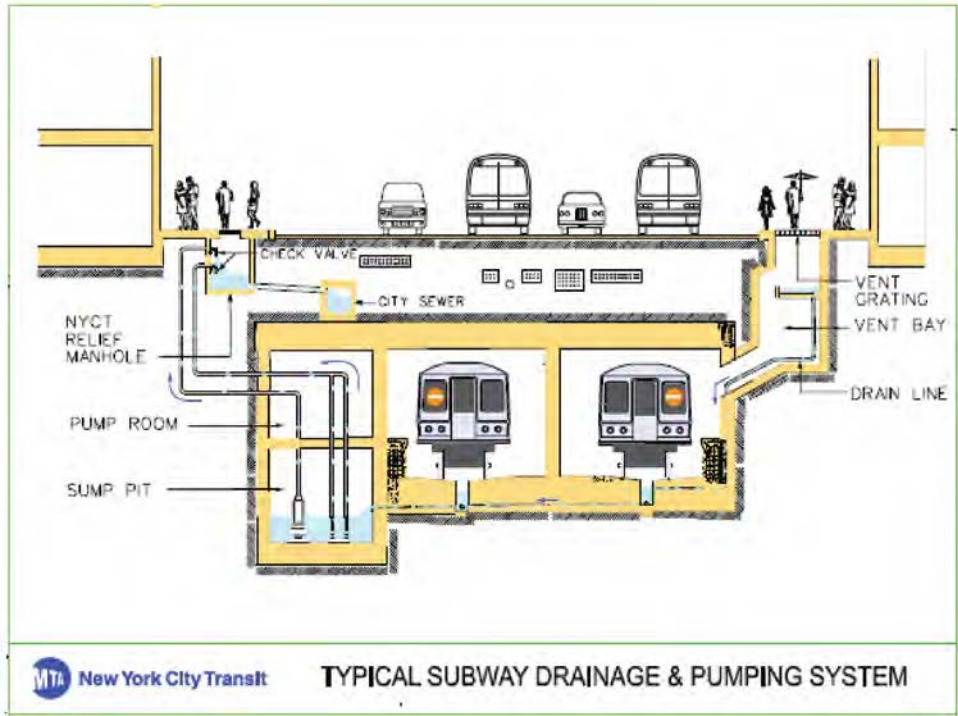 CHECK VALVE
CITY SEWER
NYCT
RELIEF
MANHOLE
PUMP ROOM
SUMP PIT
VENT
GRATING
VENT BAY
DRAIN LINE
MTA New York City Transit
TYPICAL SUBWAY DRAINAGE & PUMPING SYSTEM